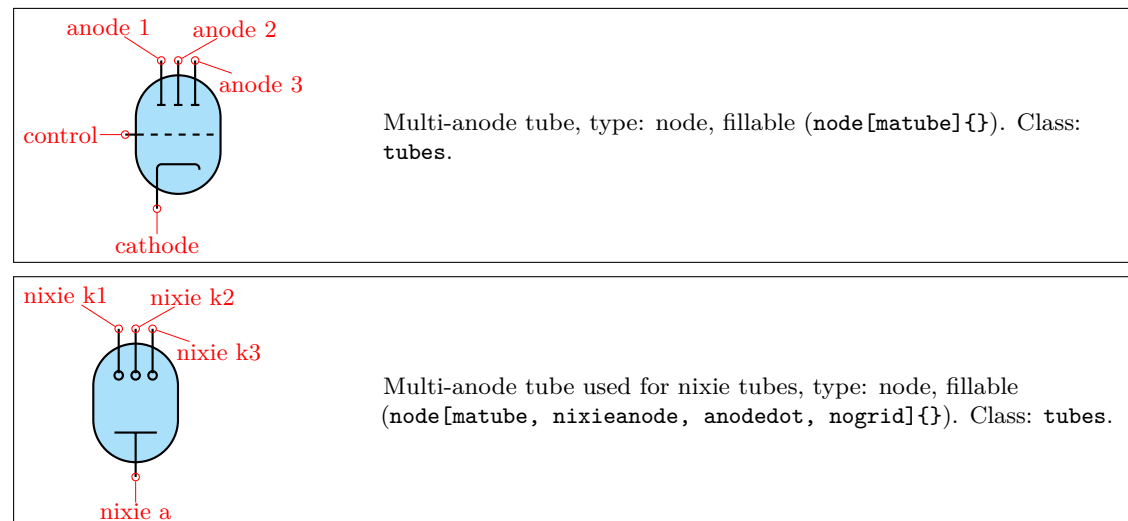 anode 1
anode 2
anode 3
control
cathode
Multi-anode tube, type: node, fillable (node[matube]{}). Class:
tubes.
nixie k1
nixie k2
nixie k3
nixie a
Multi-anode tube used for nixie tubes, type: node, fillable
(node[matube, nixieanode, anodedot, nogrid]{}). Class: tubes.